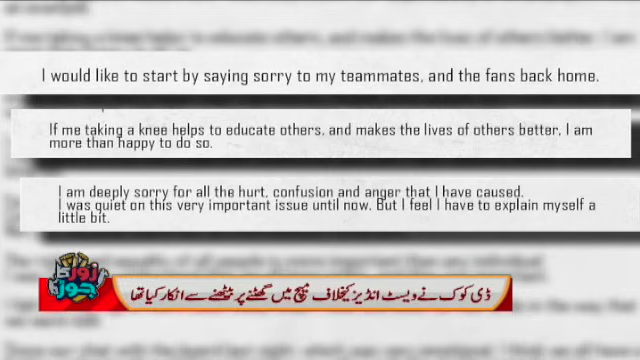 I would like to start by saying sorry to my teammates, and the fans back home.
If me taking a knee helps to educate others, and makes the lives of others better, I am
more than happy to do so.
I am deeply sorry for all the hurt, confusion and anger that I have caused.
I was quiet on this very important issue until now. But I feel I have to explain myself a
little bit.
زور کا
جوڑ
ڈی کوک نے ویسٹ انڈیز کیخلاف میچ میں گھٹنے پر بیٹھنے سے انکار کیا تھا